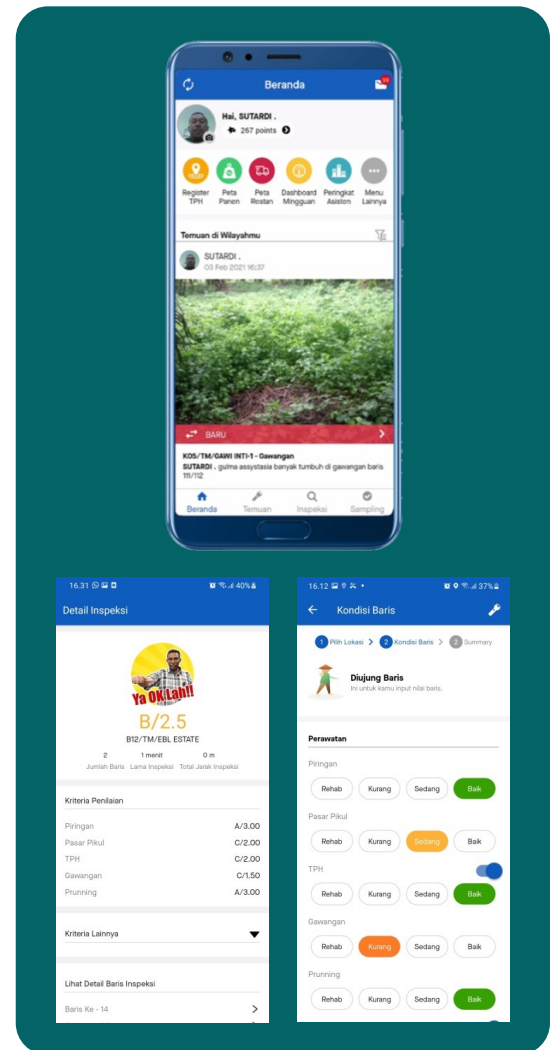 Beranda
Hai, SUTARDI .
267 points
Register TPH
Peta Panen
Peta Restan
Dashboard Mingguan
Peringkat Asisten
Menu Lainnya
Temuan di Wilayahmu
SUTARDI .
03 Feb 2021 16:37
BARU
K05/TM/GAWI INTI-1 - Gawangan
SUTARDI . gulma assystasia banyak tumbuh di gawangan baris
111/112
Beranda
Temuan
Inspeksi
Sampling
16.31
40%
Detail Inspeksi
Ya OK Lah!!
B/2.5
B12/TM/EBL ESTATE
2 1 menit 0 m
Jumlah Baris Lama Inspeksi Total Jarak Inspeksi
Kriteria Penilaian
Piringan A/3.00
Pasar Pikul C/2.00
TPH C/2.00
Gawangan C/1.50
Prunning A/3.00
Kriteria Lainnya
Lihat Detail Baris Inspeksi
Baris Ke - 14
16.12
37%
Kondisi Baris
1 Pilih Lokasi > 2 Kondisi Baris > 2 Summary
Diujung Baris
Ini untuk kamu input nilai baris.
Perawatan
Piringan
Rehab Kurang Sedang Baik
Pasar Pikul
Rehab Kurang Sedang Baik
TPH
Rehab Kurang Sedang Baik
Gawangan
Rehab Kurang Sedang Baik
Prunning
Rehab Kurang Sedang Baik